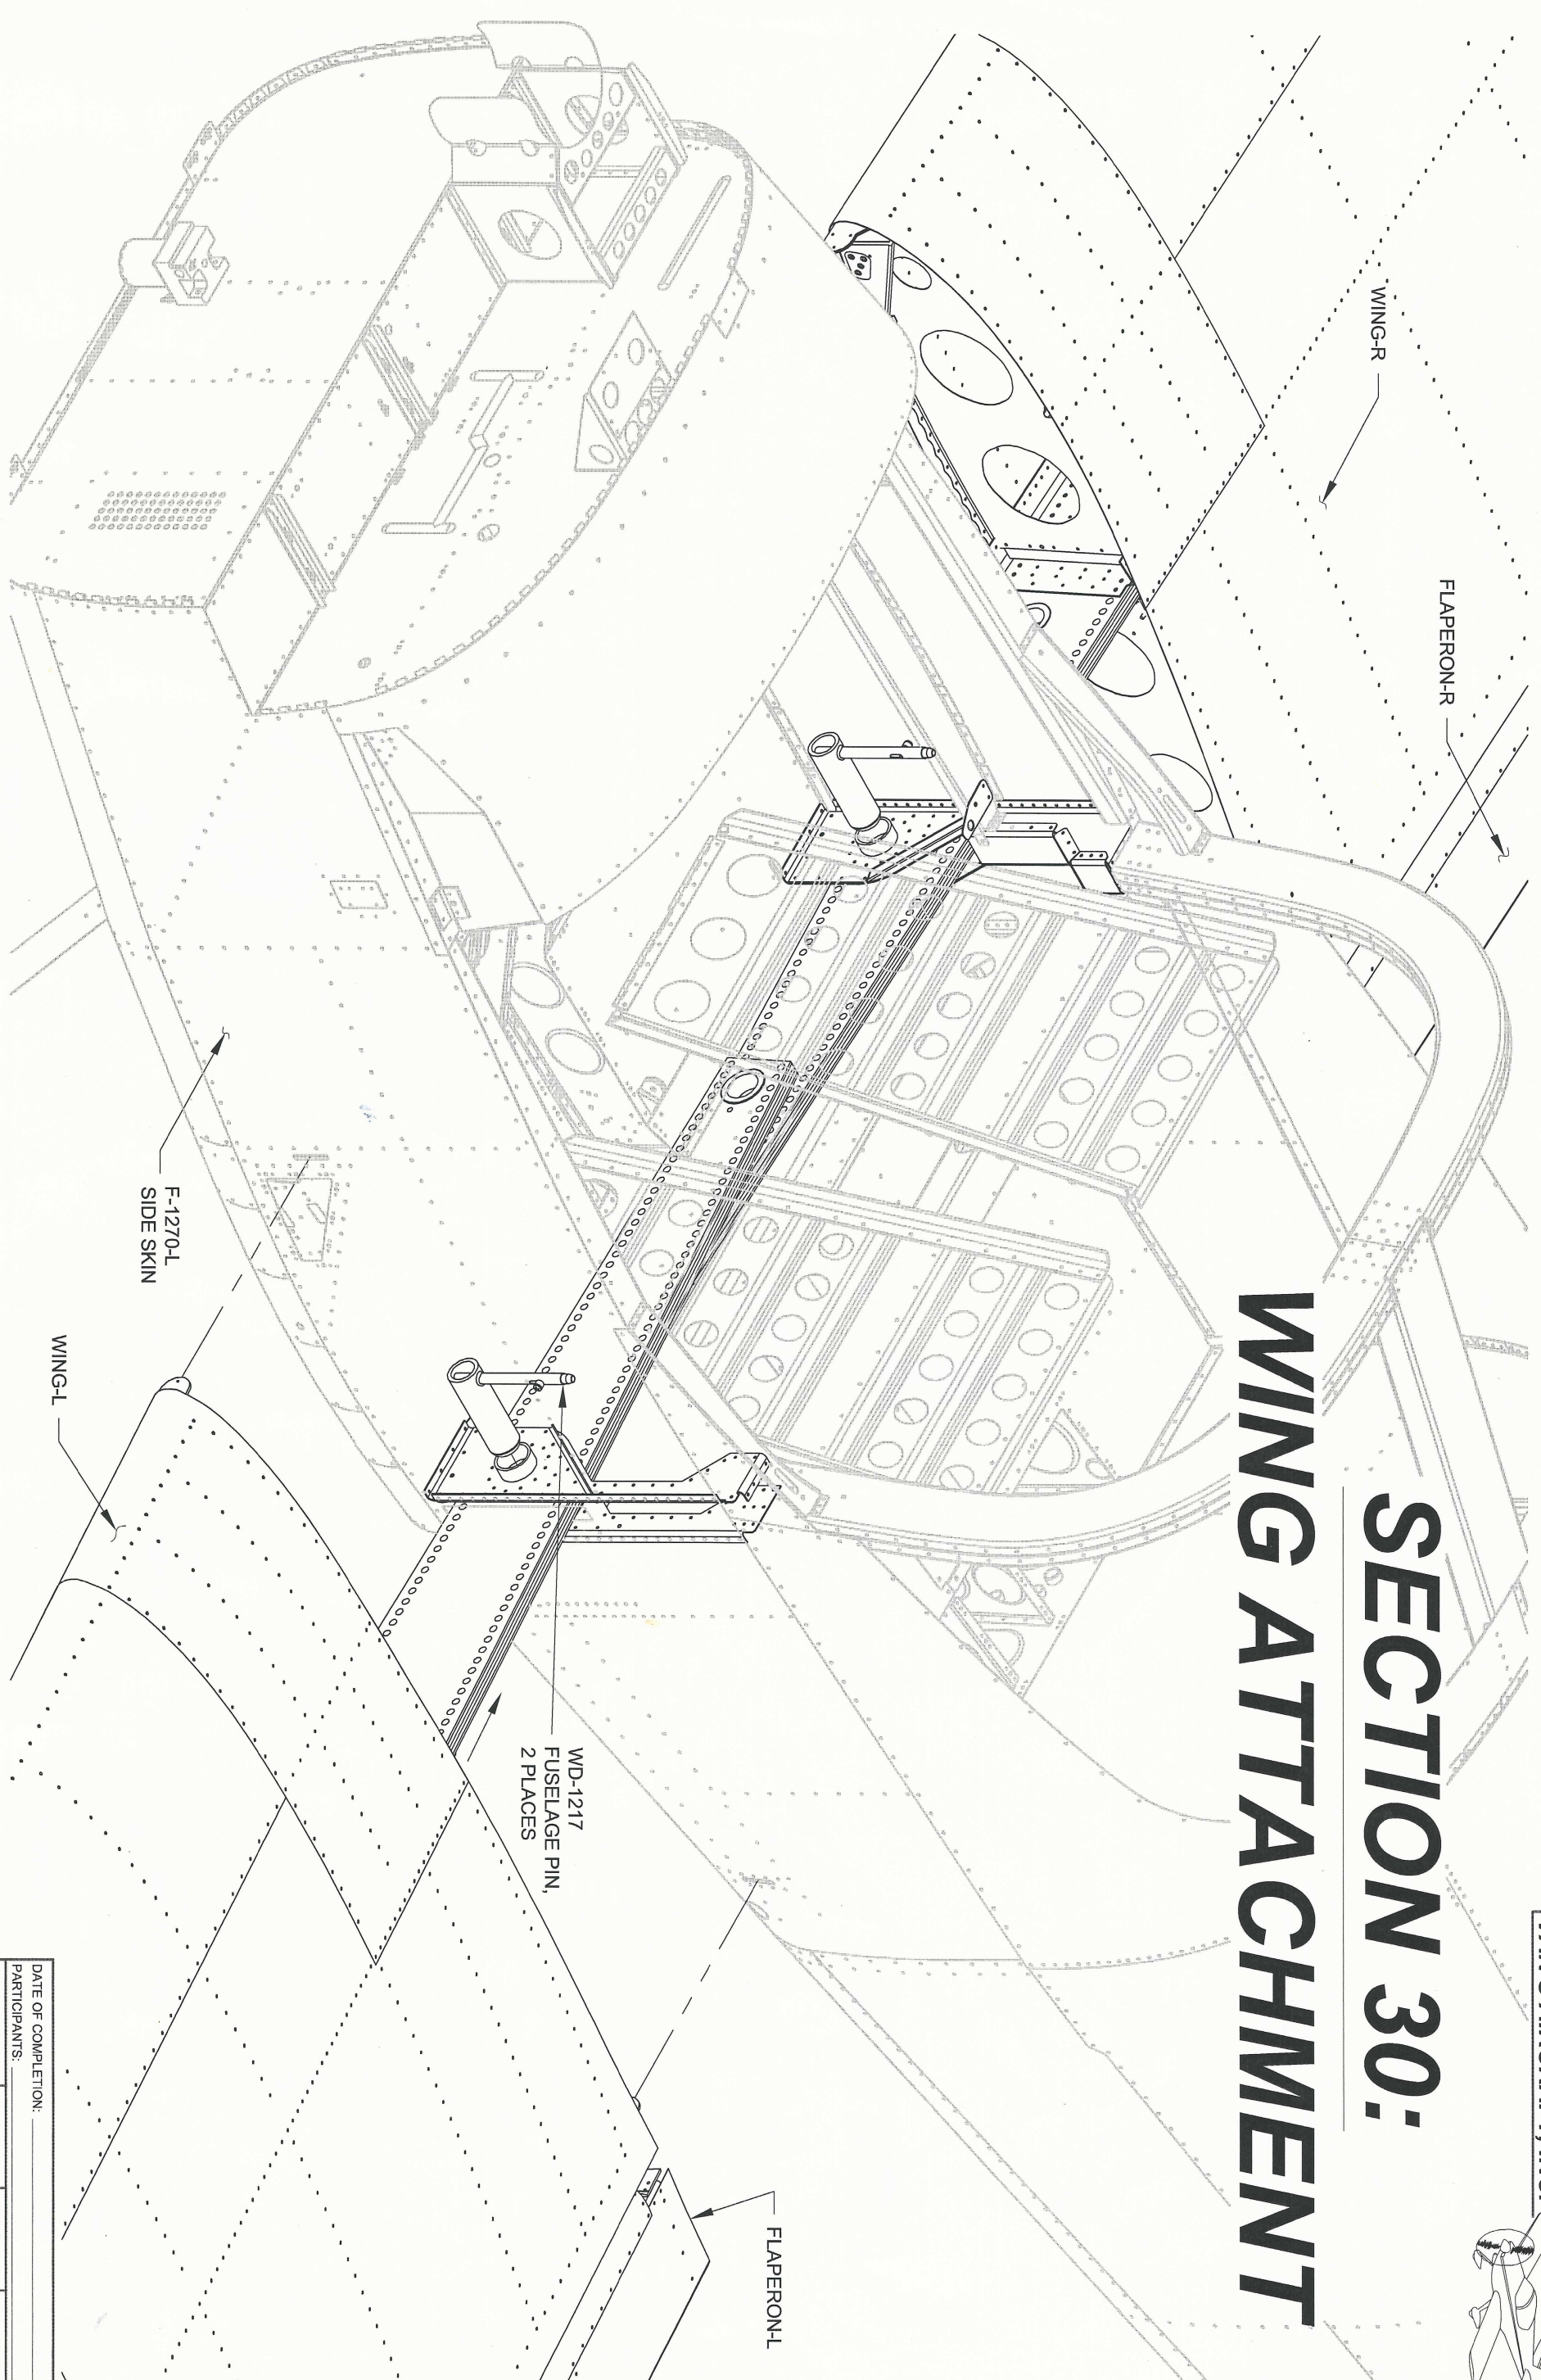 SECTION 30:
WING ATTACHMENT
WING-R
FLAPERON-R
F-1270-L
SIDE SKIN
WING-L
WD-1217
FUSELAGE PIN,
2 PLACES
FLAPERON-L
DATE OF COMPLETION:
PARTICIPANTS: